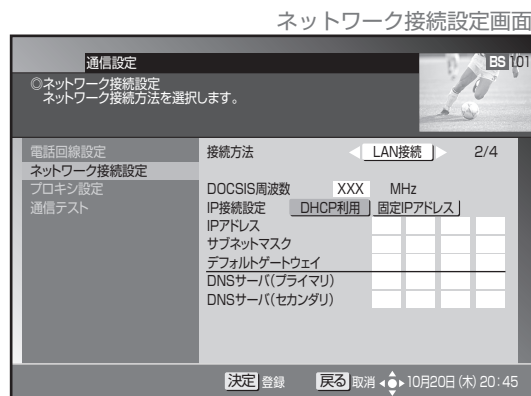 ネットワーク接続設定画面
通信設定
BS 101
◎ネットワーク接続設定
ネットワーク接続方法を選択します。
電話回線設定
ネットワーク接続設定
プロキシ設定
通信テスト
接続方法 LAN接続 2/4
DOCSIS周波数 XXX MHz
IP接続設定 DHCP利用 固定IPアドレス
IPアドレス
サブネットマスク
デフォルトゲートウェイ
DNSサーバ(プライマリ)
DNSサーバ(セカンダリ)
決定 登録 戻る 取消 10月20日(木) 20:45